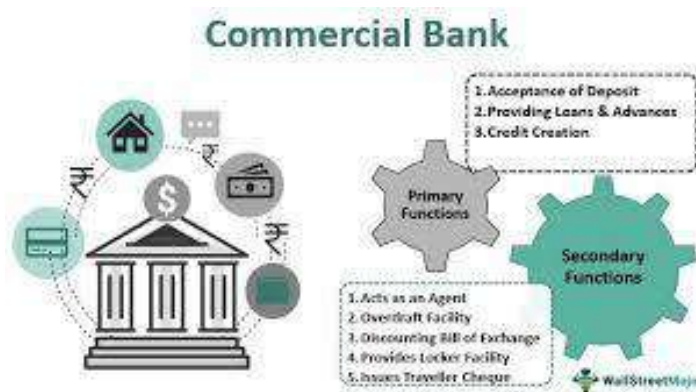 Commercial Bank
1. Acceptance of Deposit
2. Providing Loans & Advances
3. Credit Creation
Primary
Functions
Secondary
Functions
1. Acts as an Agent
2. Overdraft Facility
3. Discounting Bill of Exchange
4. Provides Locker Facility
5. Issues Traveller Cheque
$
₹
₹
₹
WallStreetMojo